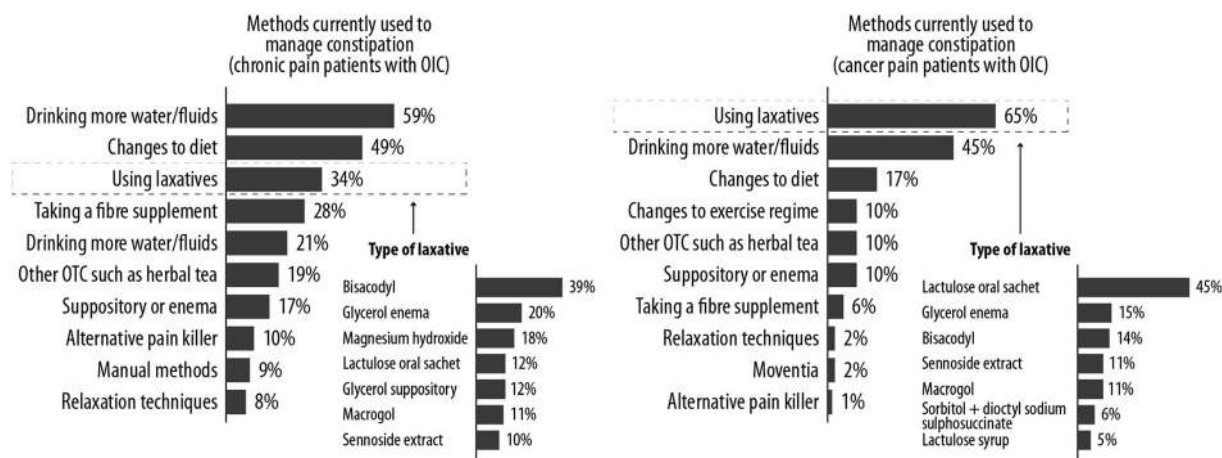 Methods currently used to
manage constipation
(chronic pain patients with OIC)
Drinking more water/fluids 59%
Changes to diet 49%
Using laxatives 34%
Taking a fibre supplement 28%
Drinking more water/fluids 21%
Other OTC such as herbal tea 19%
Suppository or enema 17%
Alternative pain killer 10%
Manual methods 9%
Relaxation techniques 8%
Type of laxative
Bisacodyl 39%
Glycerol enema 20%
Magnesium hydroxide 18%
Lactulose oral sachet 12%
Glycerol suppository 12%
Macrogol 11%
Sennoside extract 10%
Methods currently used to
manage constipation
(cancer pain patients with OIC)
Using laxatives 65%
Drinking more water/fluids 45%
Changes to diet 17%
Changes to exercise regime 10%
Other OTC such as herbal tea 10%
Suppository or enema 10%
Taking a fibre supplement 6%
Relaxation techniques 2%
Moventia 2%
Alternative pain killer 1%
Type of laxative
Lactulose oral sachet 45%
Glycerol enema 15%
Bisacodyl 14%
Sennoside extract 11%
Macrogol 11%
Sorbitol + dioctyl sodium
sulphosuccinate 6%
Lactulose syrup 5%